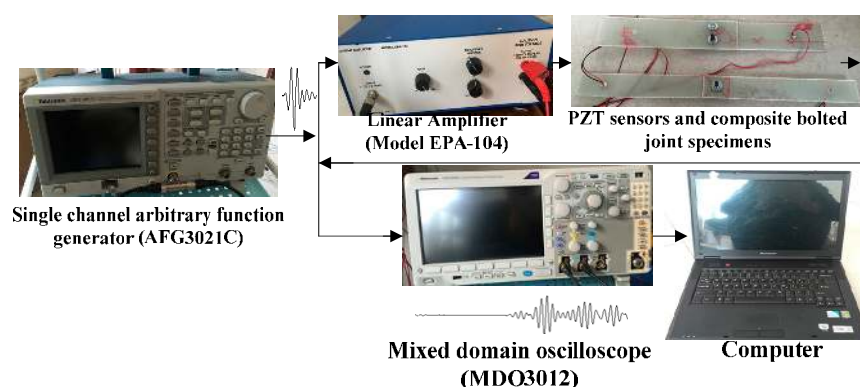 Tektronix
Single channel arbitrary function
generator (AFG3021C)
Linear Amplifier
(Model EPA-104)
PZT sensors and composite bolted
joint specimens
Mixed domain oscilloscope
(MDO3012)
Computer